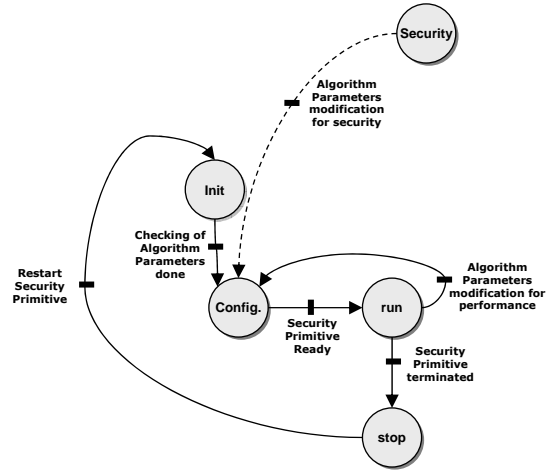 Security
Algorithm
Parameters
modification
for security
Init
Checking of
Algorithm
Parameters
done
Restart
Security
Primitive
Config.
run
Algorithm
Parameters
modification for
performance
Security
Primitive
Ready
Security
Primitive
terminated
stop